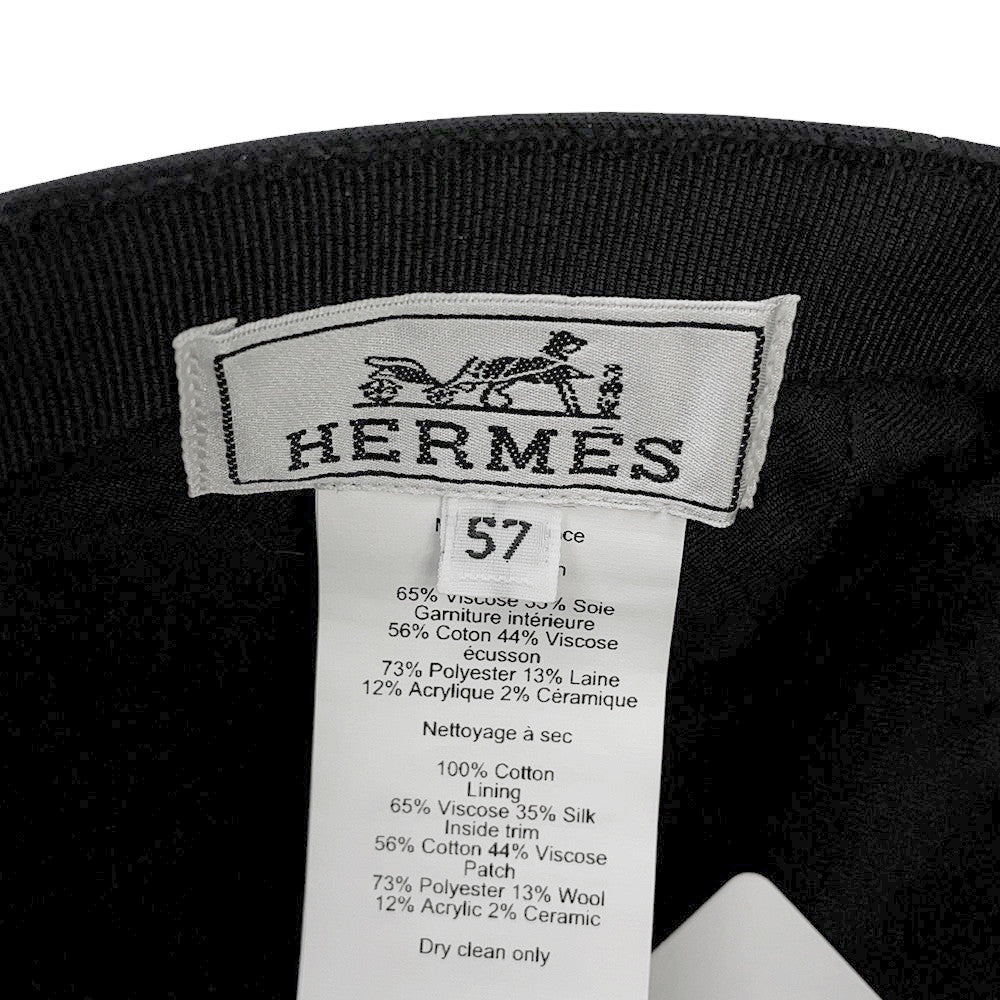 HERMÈS
57
65% Viscose 35% Soie
Garniture intérieure
56% Coton 44% Viscose
écusson
73% Polyester 13% Laine
12% Acrylique 2% Céramique
Nettoyage à sec
100% Cotton
Lining
65% Viscose 35% Silk
Inside trim
56% Cotton 44% Viscose
Patch
73% Polyester 13% Wool
12% Acrylic 2% Ceramic
Dry clean only